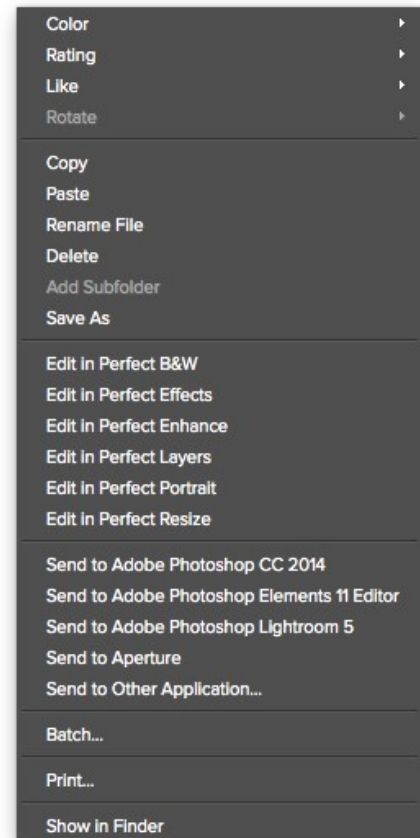 Color
Rating
Like
Rotate
Copy
Paste
Rename File
Delete
Add Subfolder
Save As
Edit in Perfect B&W
Edit in Perfect Effects
Edit in Perfect Enhance
Edit in Perfect Layers
Edit in Perfect Portrait
Edit in Perfect Resize
Send to Adobe Photoshop CC 2014
Send to Adobe Photoshop Elements 11 Editor
Send to Adobe Photoshop Lightroom 5
Send to Aperture
Send to Other Application...
Batch...
Print...
Show in Finder